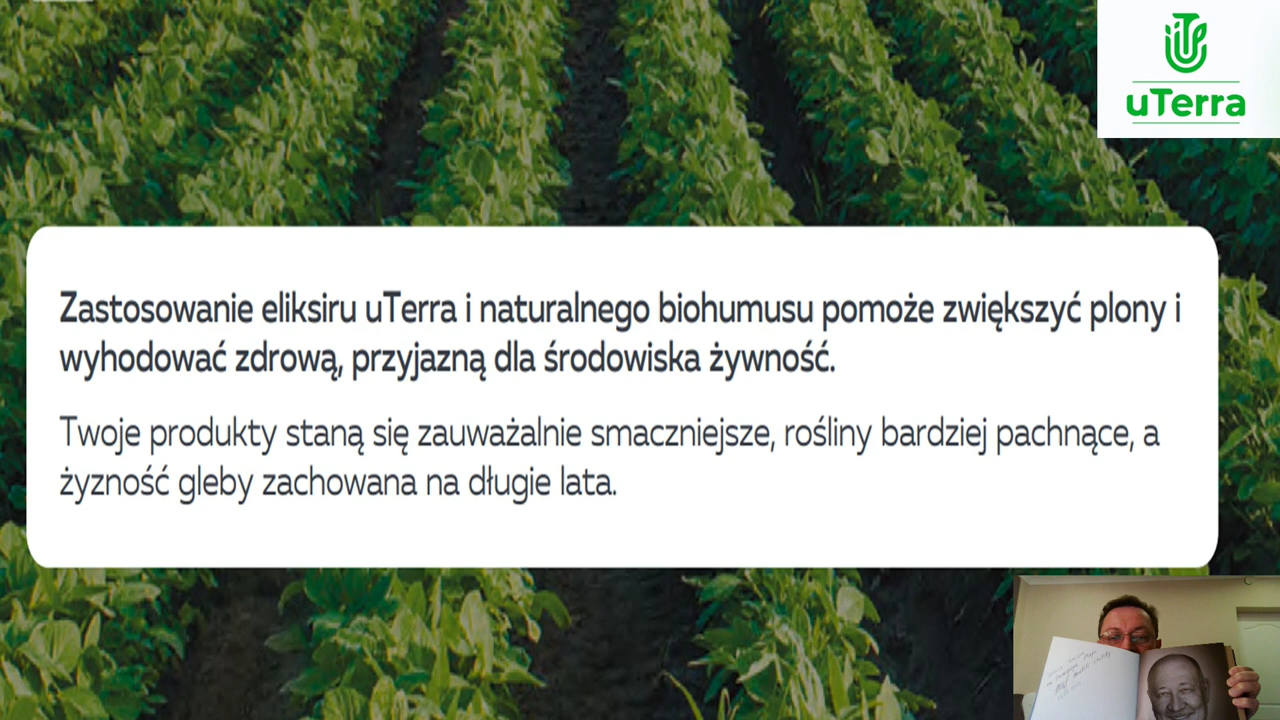 uTerra
Zastosowanie eliksiru uTerra i naturalnego biohumusu pomoże zwiększyć plony i
wyhodować zdrową, przyjazną dla środowiska żywność.
Twoje produkty staną się zauważalnie smaczniejsze, rośliny bardziej pachnące, a
żyzność gleby zachowana na długie lata.